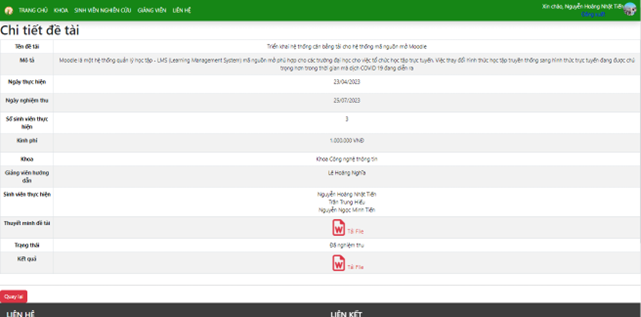 TRANG CHỦ KHOA SINH VIÊN NGHIÊN CỨU GIẢNG VIÊN LIÊN HỆ
Xin chào, Nguyễn Hoàng Nhật Tiến
Chi tiết đề tài
Tên đề tài Triển khai hệ thống cân bằng tải cho hệ thống mã nguồn mở Moodle
Mô tả Moodle là một hệ thống quản lý học tập - LMS (Learning Management System) mã nguồn mở phù hợp cho các trường đại học cho việc tổ chức học tập trực tuyến. Việc thay đổi hình thức học tập truyền thống sang hình thức trực tuyến đang được chú
trọng hơn trong thời gian mà dịch COVID 19 đang diễn ra
Ngày thực hiện 23/04/2023
Ngày nghiệm thu 23/07/2023
Số sinh viên thực
hiện 3
Kinh phí 1.000.000 VNĐ
Khoa Khoa Công nghệ thông tin
Giảng viên hướng
dẫn Lê Hoàng Nghĩa
Sinh viên thực hiện Nguyễn Hoàng Nhật Tiến
Trần Trung Hiếu
Nguyễn Ngọc Minh Tiến
Thuyết minh đề tài Tải File
Trạng thái Đã nghiệm thu
Kết quả Tải File
Quay lại
LIÊN HỆ LIÊN KẾT